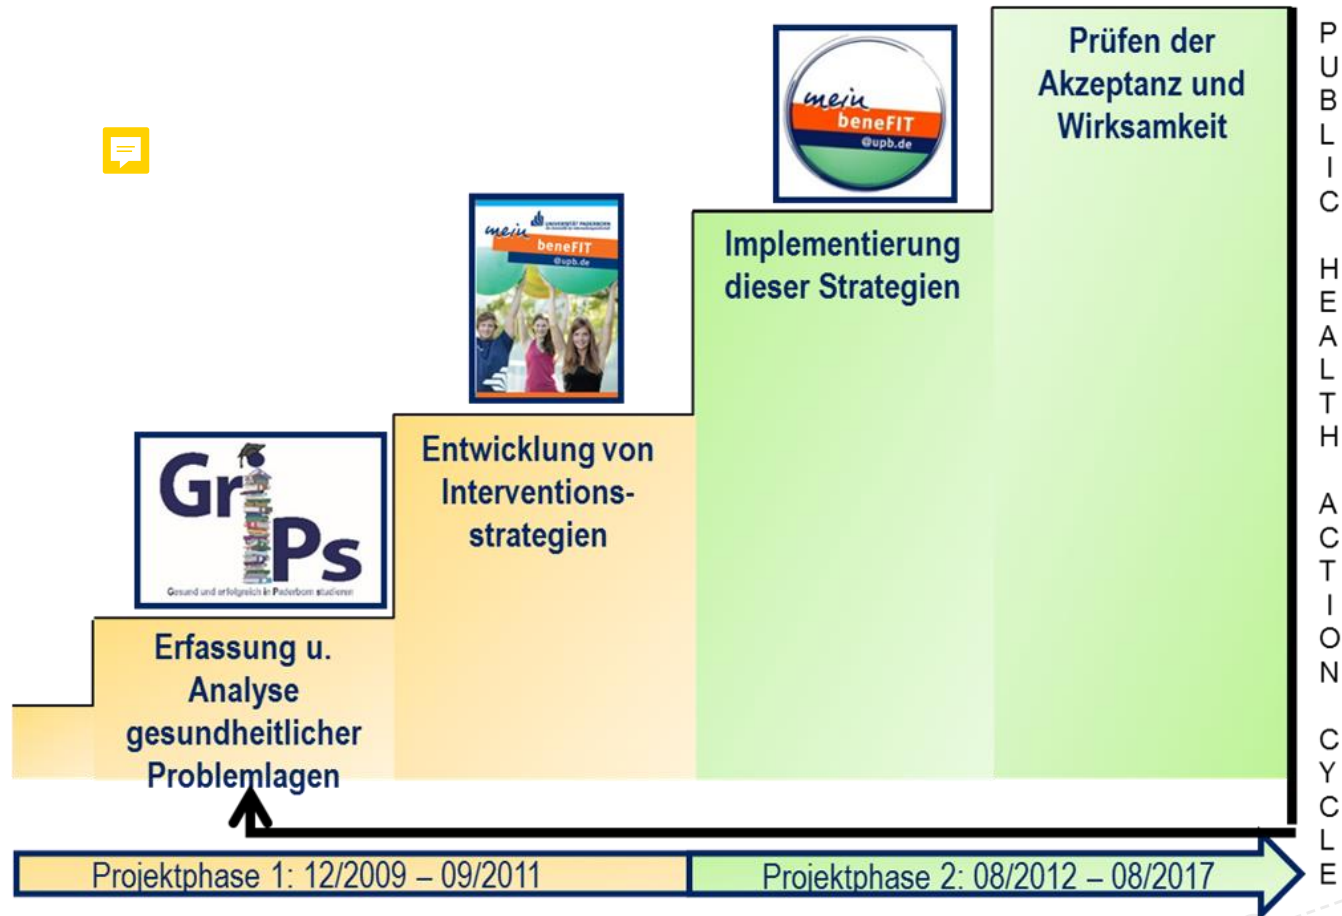 Prüfen der
Akzeptanz und
Wirksamkeit
mein
beneFIT
@upb.de
Implementierung
dieser Strategien
UNIVERSITÄT PADERBORN
mein
beneFIT
@upb.de
Entwicklung von
Interventions-
strategien
GriPs
Gesund und erfolgreich in Paderborn studieren
Erfassung u.
Analyse
gesundheitlicher
Problemlagen
Projektphase 1: 12/2009 – 09/2011
Projektphase 2: 08/2012 – 08/2017
PUBLIC HEALTH ACTION CYCLE